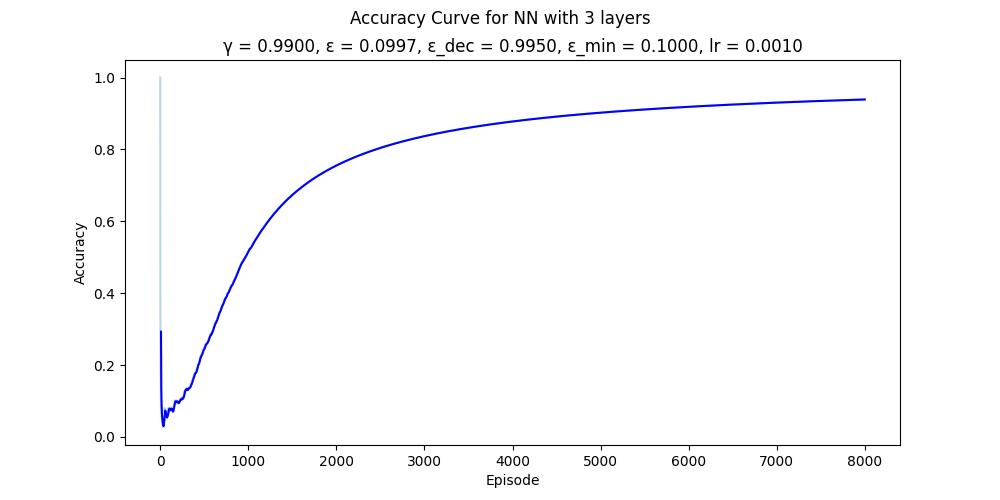 Accuracy Curve for NN with 3 layers
γ = 0.9900, ε = 0.0997, ε_dec = 0.9950, ε_min = 0.1000, lr = 0.0010
1.0
0.8
0.6
0.4
0.2
0.0
Accuracy
0 1000 2000 3000 4000 5000 6000 7000 8000
Episode